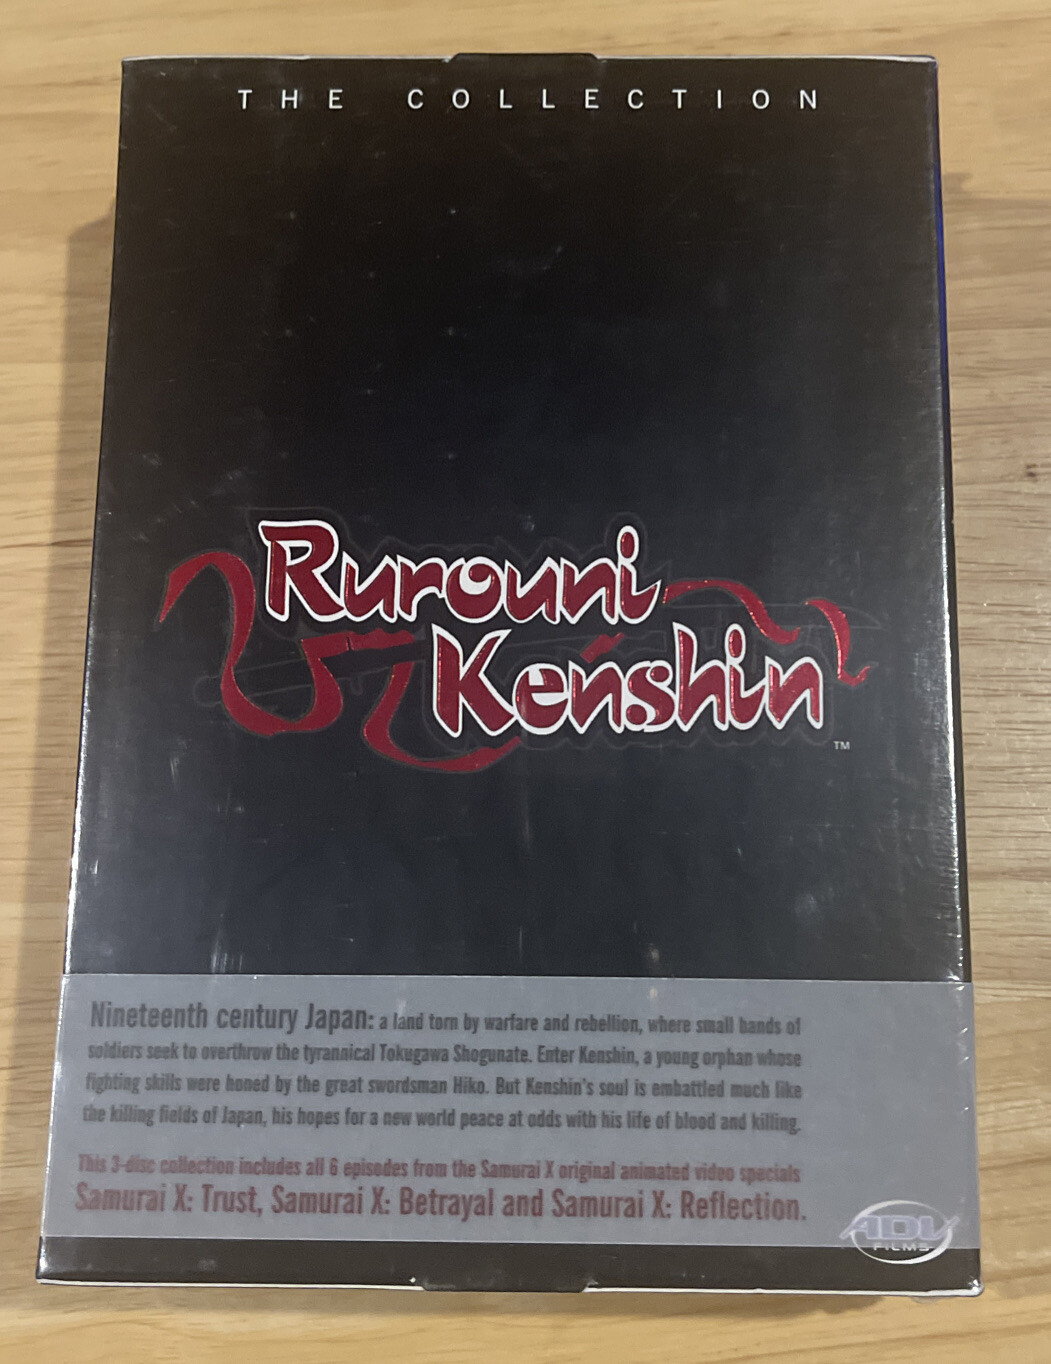 THE COLLECTION
Rurouni
Kenshin
TM
Nineteenth century Japan: a land torn by warfare and rebellion, where small bands of
soldiers seek to overthrow the tyrannical Tokugawa Shogunate. Enter Kenshin, a young orphan whose
fighting skills were honed by the great swordsman Hiko. But Kenshin's soul is embattled much like
the killing fields of Japan, his hopes for a new world peace at odds with his life of blood and killing.
This 3-disc collection includes all 6 episodes from the Samurai X original animated video specials
Samurai X: Trust, Samurai X: Betrayal and Samurai X: Reflection.
ADV
FILMS